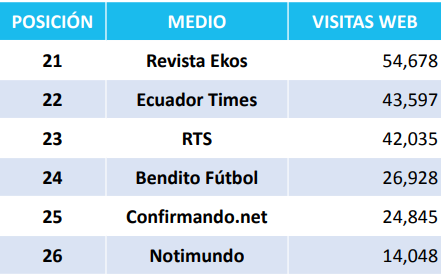 POSICIÓN MEDIO VISITAS WEB
21 Revista Ekos 54,678
22 Ecuador Times 43,597
23 RTS 42,035
24 Bendito Fútbol 26,928
25 Confirmando.net 24,845
26 Notimundo 14,048